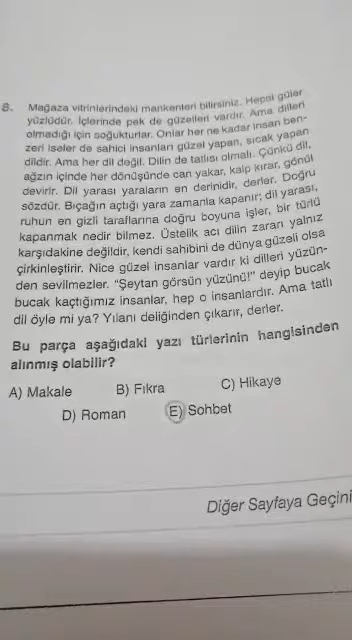 8. Mağaza vitrinlerindeki mankenleri bilirsiniz. Hepsi güler
yüzlüdür. İçlerinde pek de güzelleri vardır. Ama dilleri
olmadığı için soğukturlar. Onlar her ne kadar insan ben-
zeri iseler de sahici insanları güzel yapan, sıcak yapan
dildir. Ama her dil değil. Dilin de tatlısı olmalı. Çünkü dil,
ağzın içinde her dönüşünde can yakar, kalp kırar, gönül
devirir. Dil yarası yaraların en derinidir, derler. Doğru
sözdür. Bıçağın açtığı yara zamanla kapanır; dil yarası,
ruhun en gizli taraflarına doğru boyuna işler, bir türlü
kapanmak nedir bilmez. Üstelik acı dilin zararı yalnız
karşıdakine değildir, kendi sahibini de dünya güzeli olsa
çirkinleştirir. Nice güzel insanlar vardır ki dilleri yüzün-
den sevilmezler. “Şeytan görsün yüzünü!” deyip bucak
bucak kaçtığımız insanlar, hep o insanlardır. Ama tatlı
dil öyle mi ya? Yılanı deliğinden çıkarır, derler.
Bu parça aşağıdaki yazı türlerinin hangisinden
alınmış olabilir?
A) Makale B) Fıkra C) Hikaye
D) Roman E) Sohbet
Diğer Sayfaya Geçini